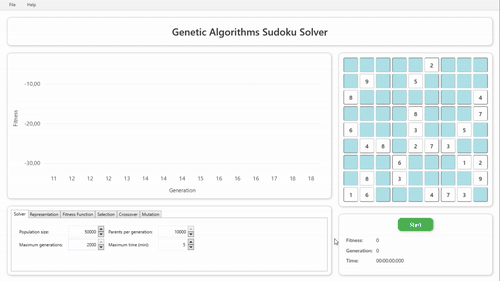 File Help
Genetic Algorithms Sudoku Solver
-10,00
-20,00
-30,00
Fitness
11 12 12 12 14 14 14 16 16 17 18 18
Generation
2
9 5
8 4
8 7
6 3 5
4 8 2 7 3
6 1 2
8 3 9
1 6 4 7 3
Solver Representation Fitness Function Selection Crossover Mutation
Population size: 50000 Parents per generation: 10000
Maximum generations: 2000 Maximum time (min): 5
Start
Fitness: 0
Generation: 0
Time: 00:00:00.000